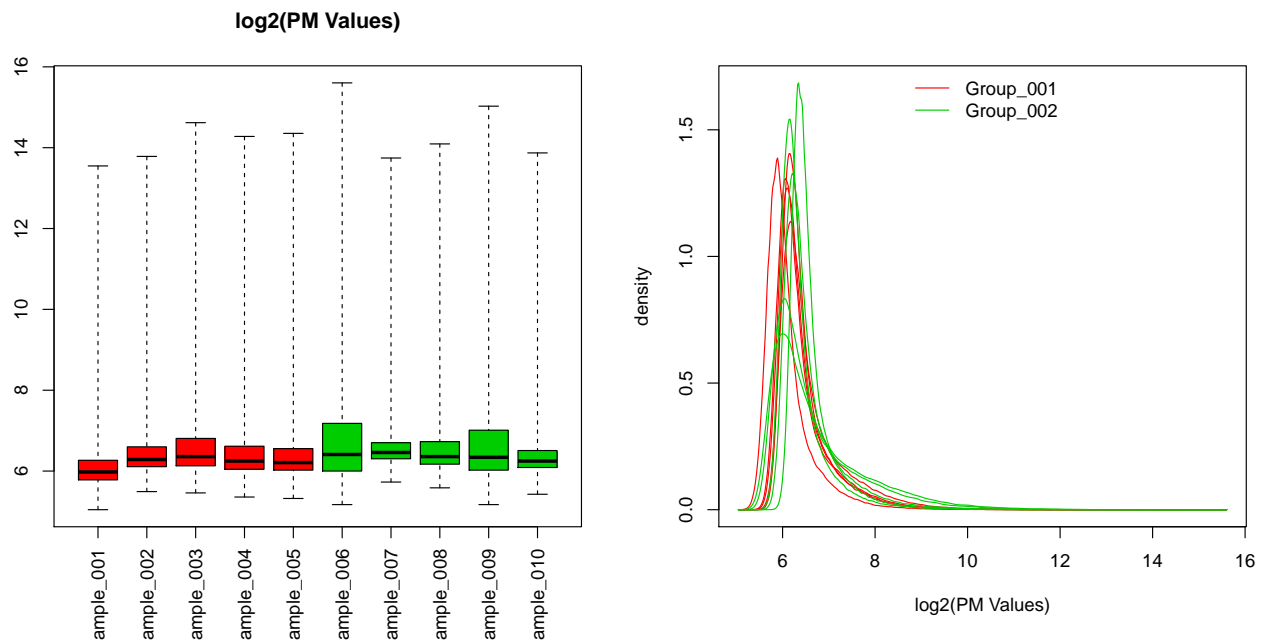 log2(PM Values)
16
14
12
10
8
6
ample_001
ample_002
ample_003
ample_004
ample_005
ample_006
ample_007
ample_008
ample_009
ample_010
Group_001
Group_002
density
1.5
1.0
0.5
0.0
6 8 10 12 14 16
log2(PM Values)